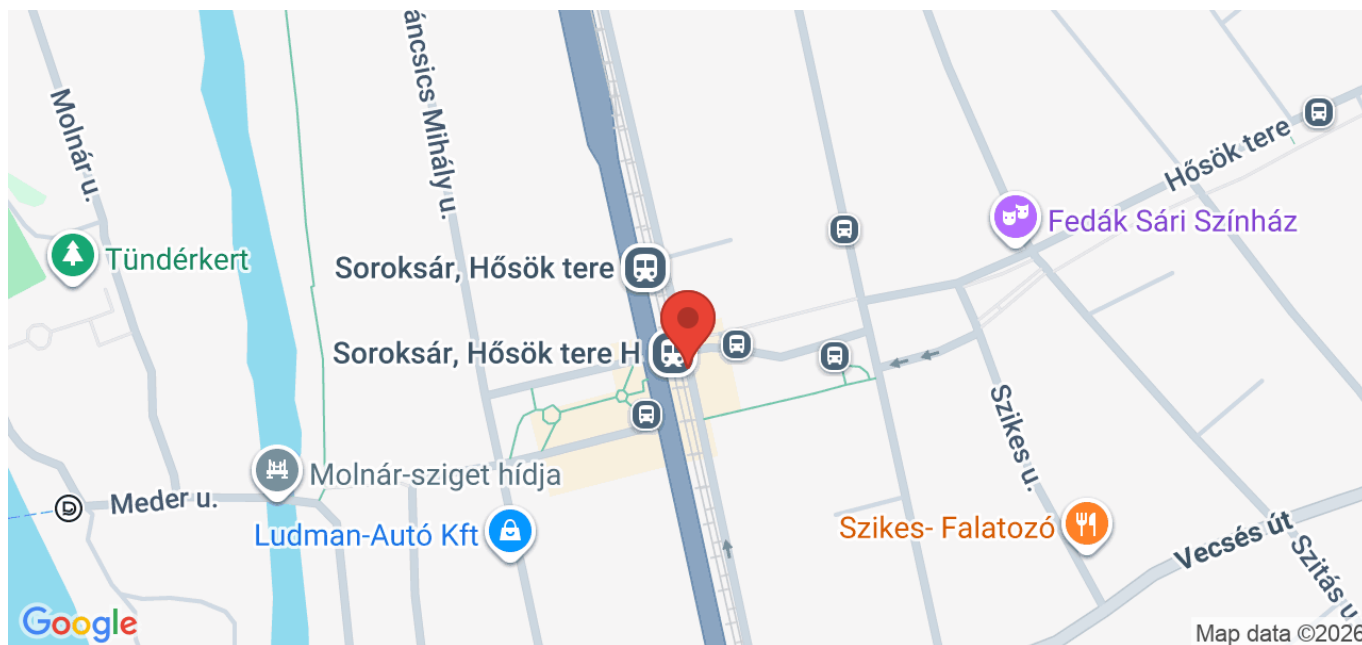 áncsics Mihály u.
Molnár u.
Hősök tere
Fedák Sári Színház
Tündérkert
Soroksár, Hősök tere
Soroksár, Hősök tere H
Szikes u.
Molnár-sziget hídja
Meder u.
Ludman-Autó Kft
Szikes- Falatozó
Vecsés út
Szitás u.
Google
Map data ©2026